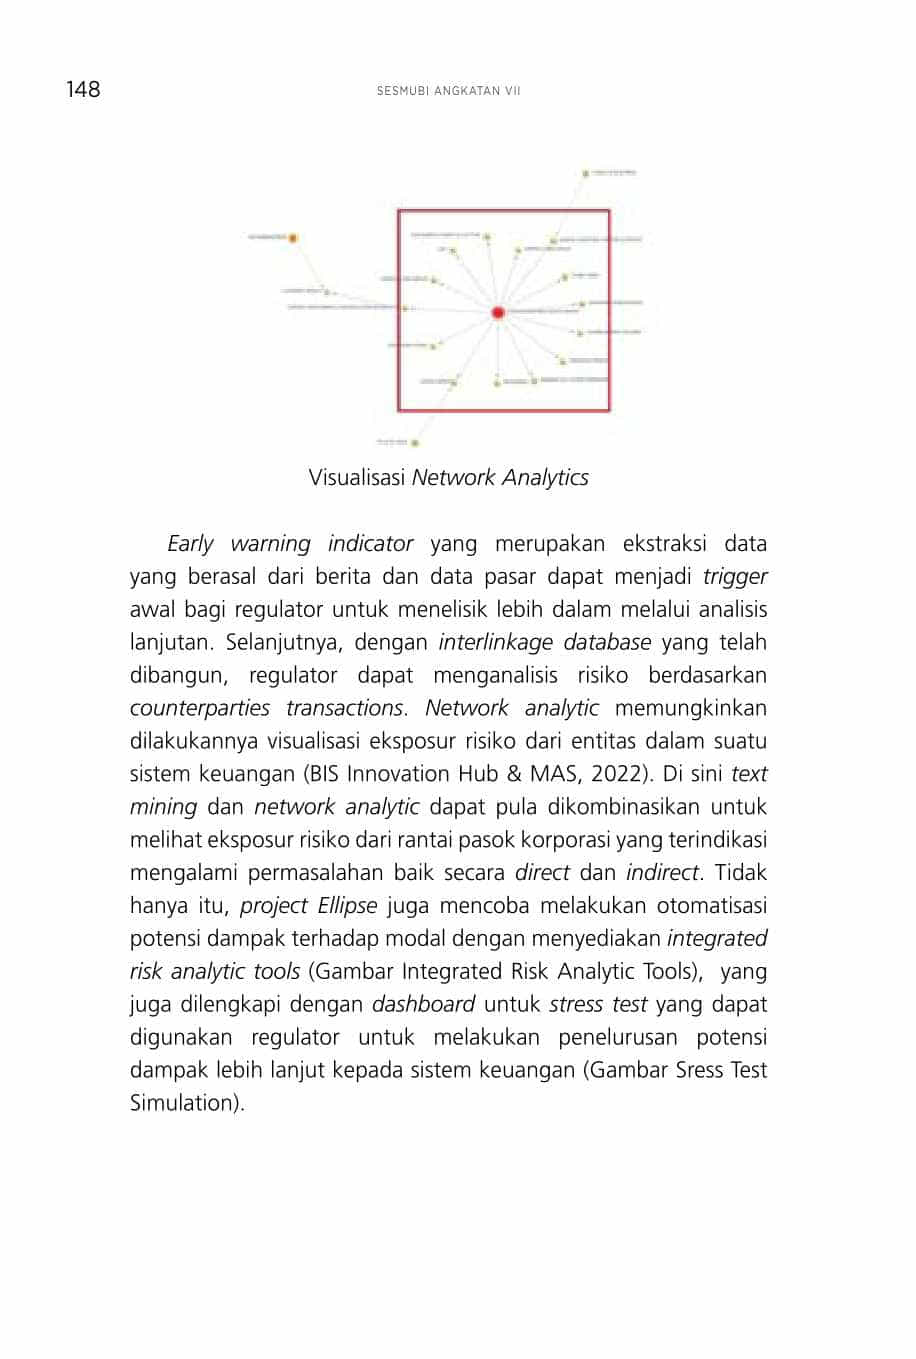 148
SESMUBI ANGKATAN VII
Visualisasi Network Analytics
Early warning indicator yang merupakan ekstraksi data
yang berasal dari berita dan data pasar dapat menjadi trigger
awal bagi regulator untuk menelisik lebih dalam melalui analisis
lanjutan. Selanjutnya, dengan interlinkage database yang telah
dibangun, regulator dapat menganalisis risiko berdasarkan
counterparties transactions. Network analytic memungkinkan
dilakukannya visualisasi eksposur risiko dari entitas dalam suatu
sistem keuangan (BIS Innovation Hub & MAS, 2022). Di sini text
mining dan network analytic dapat pula dikombinasikan untuk
melihat eksposur risiko dari rantai pasok korporasi yang terindikasi
mengalami permasalahan baik secara direct dan indirect. Tidak
hanya itu, project Ellipse juga mencoba melakukan otomatisasi
potensi dampak terhadap modal dengan menyediakan integrated
risk analytic tools (Gambar Integrated Risk Analytic Tools), yang
juga dilengkapi dengan dashboard untuk stress test yang dapat
digunakan regulator untuk melakukan penelurusan potensi
dampak lebih lanjut kepada sistem keuangan (Gambar Sress Test
Simulation).